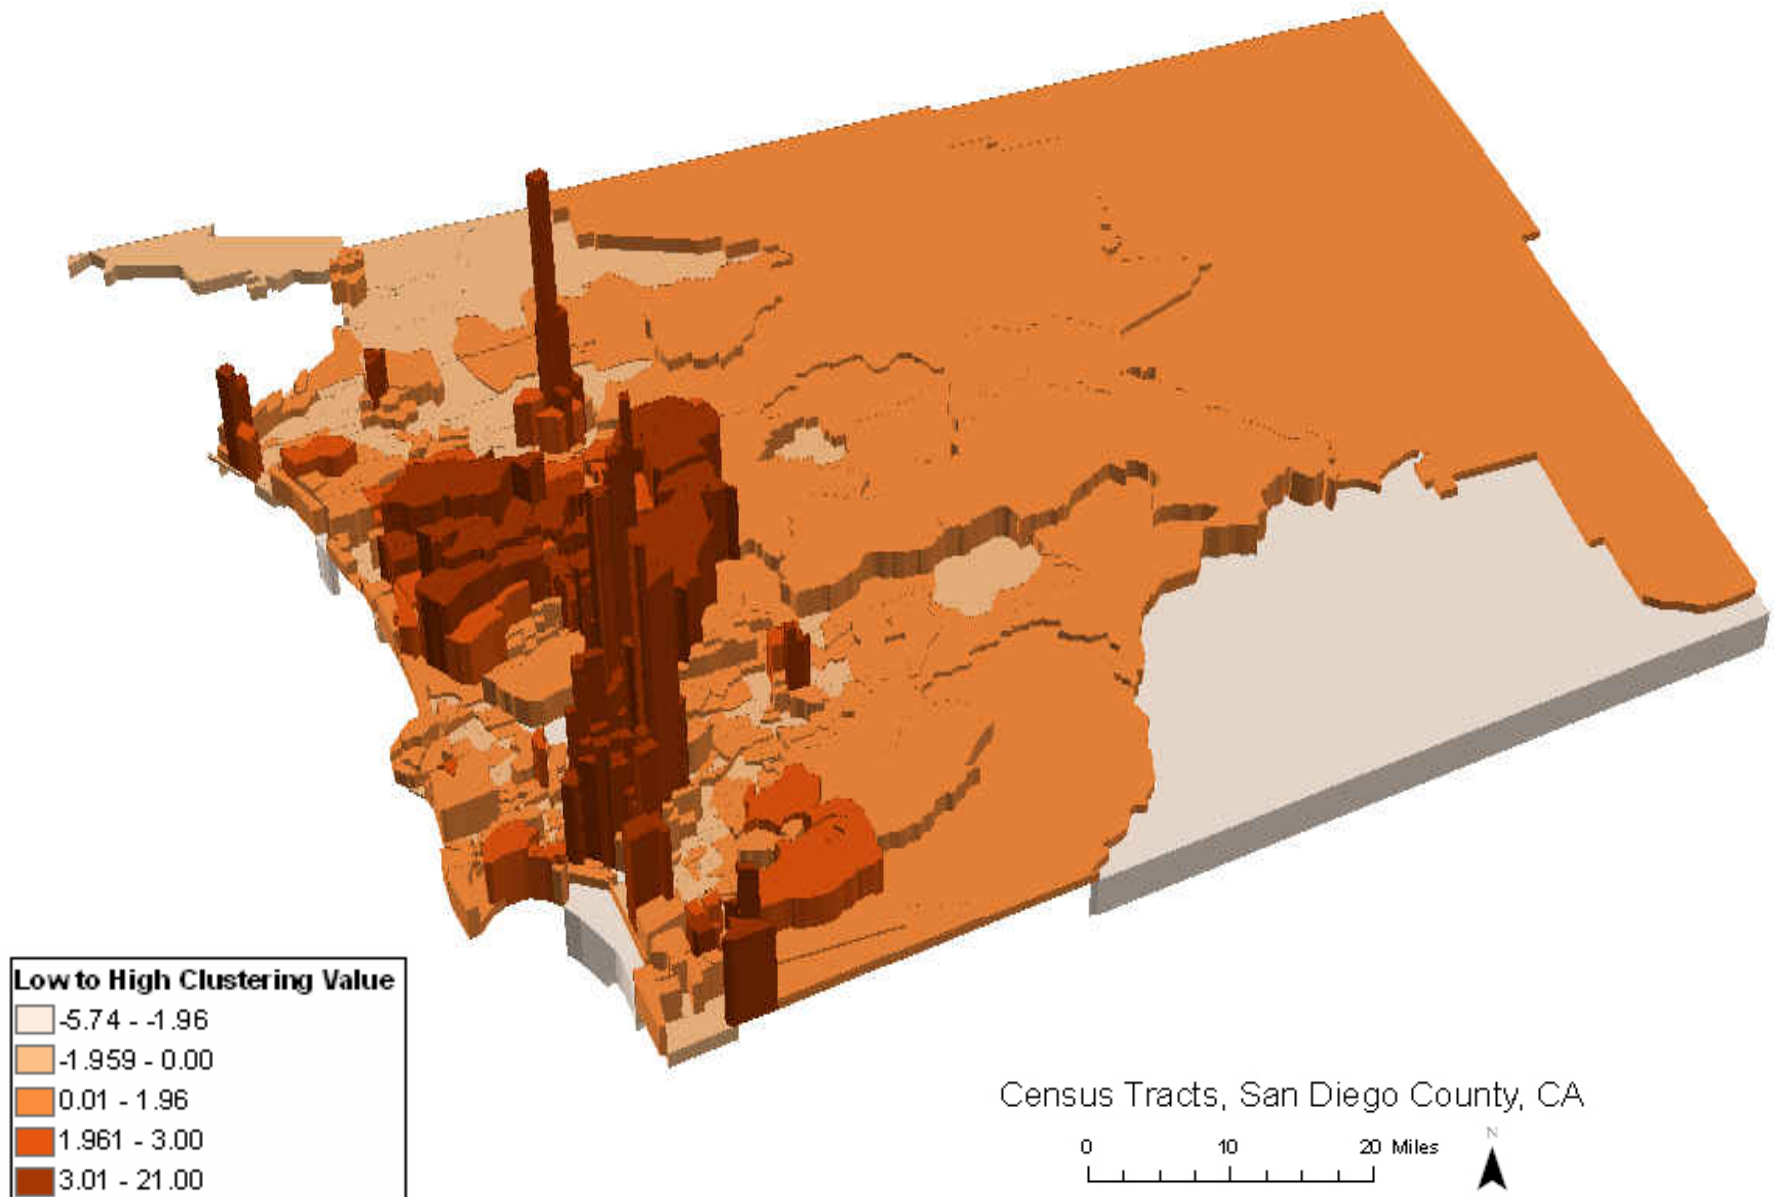 Low to High Clustering Value
-5.74 - -1.96
-1.959 - 0.00
0.01 - 1.96
1.961 - 3.00
3.01 - 21.00
Census Tracts, San Diego County, CA
0 10 20 Miles
N